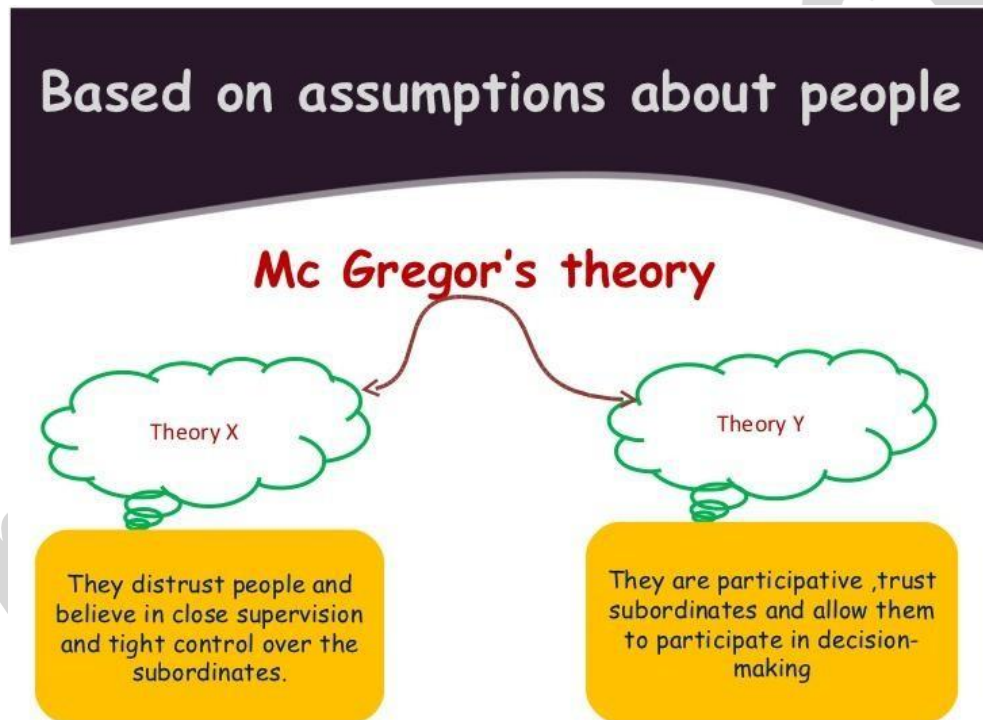 Based on assumptions about people
Mc Gregor's theory
Theory X
Theory Y
They distrust people and
believe in close supervision
and tight control over the
subordinates.
They are participative ,trust
subordinates and allow them
to participate in decision-
making